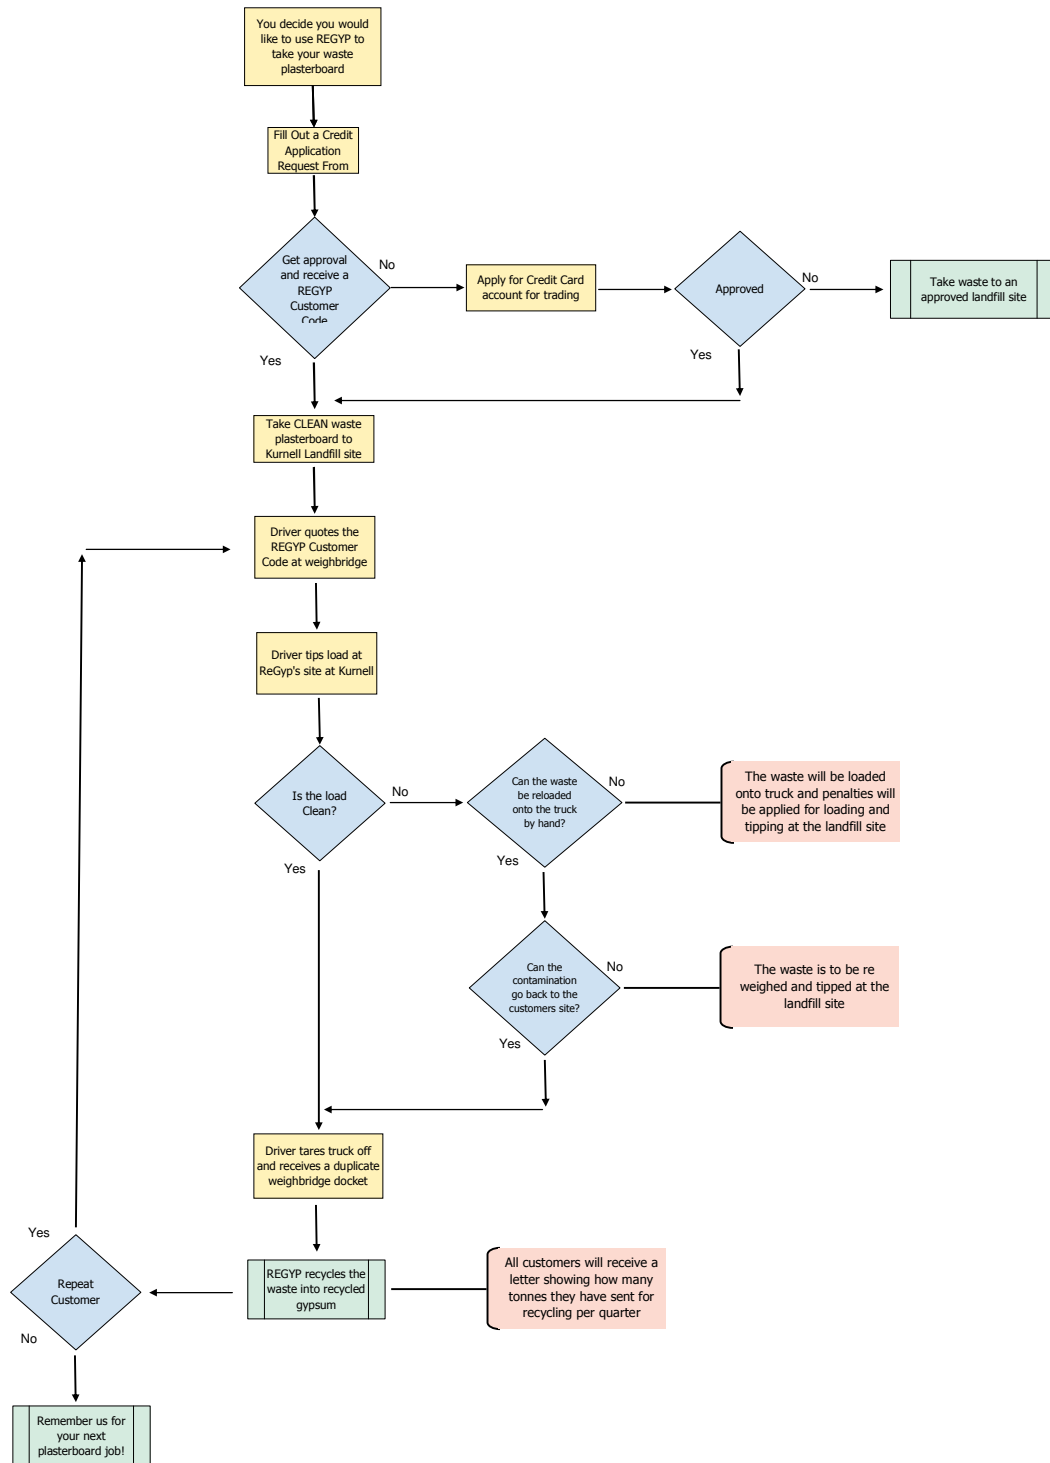 You decide you would
like to use REGYP to
take your waste
plasterboard
Fill Out a Credit
Application
Request From
Get approval
and receive a
REGYP
Customer
Code
No
Apply for Credit Card
account for trading
Approved
No
Take waste to an
approved landfill site
Yes
Yes
Take CLEAN waste
plasterboard to
Kurnell Landfill site
Driver quotes the
REGYP Customer
Code at weighbridge
Driver tips load at
ReGyp's site at Kurnell
Is the load
Clean?
No
Can the waste
be reloaded
onto the truck
by hand?
No
The waste will be loaded
onto truck and penalties will
be applied for loading and
tipping at the landfill site
Yes
Yes
Can the
contamination
go back to the
customers site?
No
The waste is to be re
weighed and tipped at the
landfill site
Yes
Driver tares truck off
and receives a duplicate
weighbridge docket
REGYP recycles the
waste into recycled
gypsum
All customers will receive a
letter showing how many
tonnes they have sent for
recycling per quarter
Yes
Repeat
Customer
No
Remember us for
your next
plasterboard job!